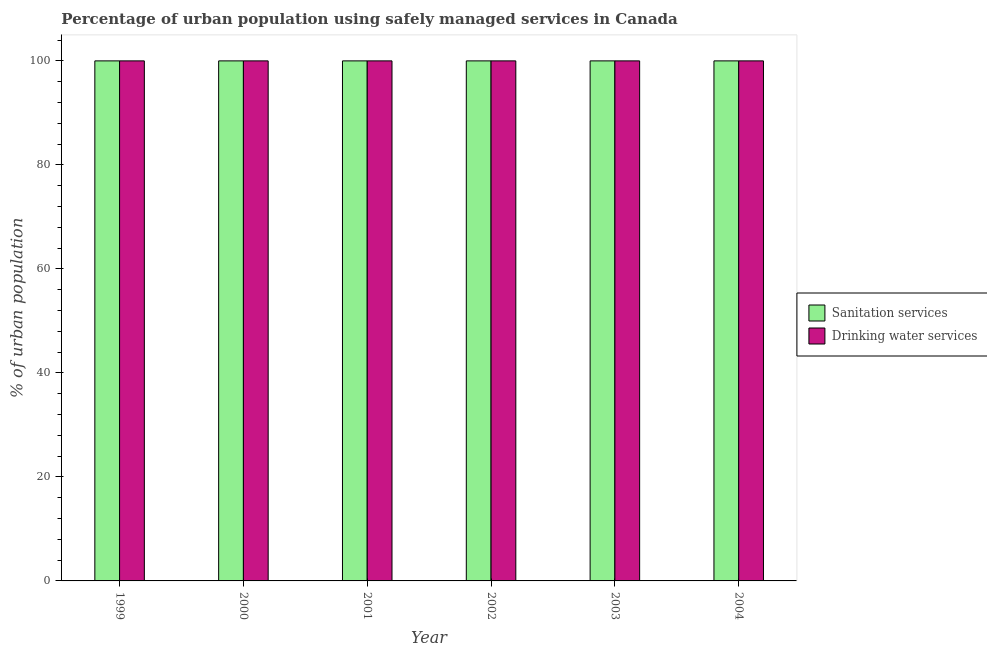 Percentage of urban population using safely managed services in Canada
100
80
60
40
20
0
% of urban population
1999
2000
2001
2002
2003
2004
Year
Sanitation services
Drinking water services